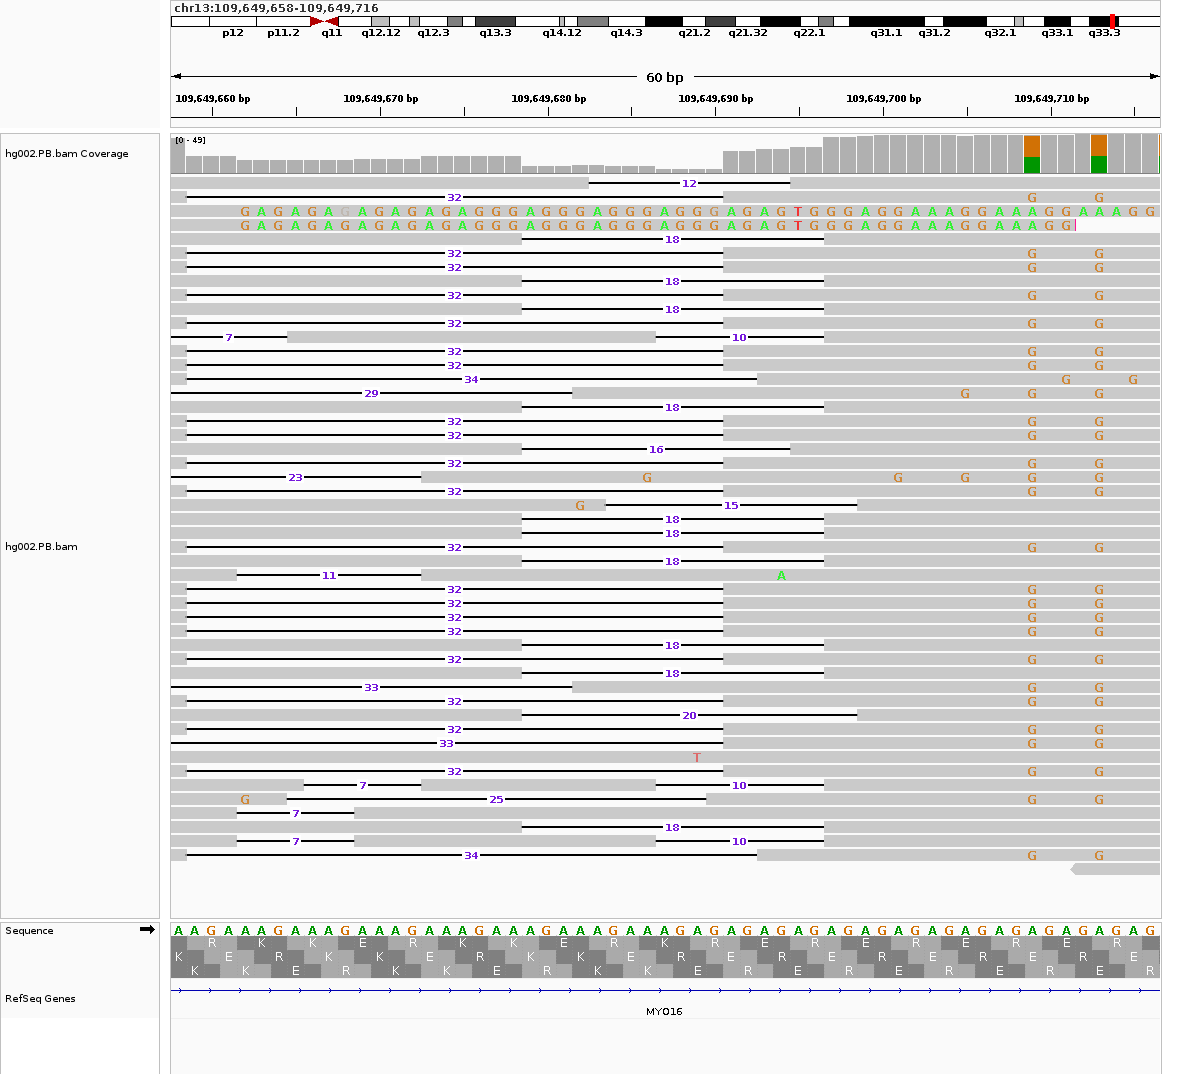 chr13:109,649,658-109,649,716
p12 p11.2 q11 q12.12 q12.3 q13.3 q14.12 q14.3 q21.2 q21.32 q22.1 q31.1 q31.2 q32.1 q33.1 q33.3
60 bp
109,649,660 bp 109,649,670 bp 109,649,680 bp 109,649,690 bp 109,649,700 bp 109,649,710 bp
hg002.PB.bam Coverage
[0 - 49]
12
32 G G
G A G A G A G A G A G A G A G G G A G G G A G G G A G G G A G A G T G G G A G G A A A G G A A A G G A A A G G
G A G A G A G A G A G A G A G G G A G G G A G G G A G G G A G A G T G G G A G G A A A G G A A A G G
18
32 G G
32 G G
18
32 G G
18
32 G G
7 10
32 G G
32 G G
34 G G
29 G G G
18
32 G G
32 G G
16
32 G G
23 G G G G G
32 G G
G 15
18
18
hg002.PB.bam
32 G G
18
11 A
32 G G
32 G G
32 G G
32 G G
18
32 G G
18
33 G G
32 G G
20
32 G G
33 G G
T
32 G G
7 10
G 25 G G
7
18
7 10
34 G G
Sequence
A A G A A A G A A A G A A A G A A A G A A A G A A A G A A A G A G A G A G A G A G A G A G A G A G A G A G A G A G A G
R K K E R K K E R K R E R E R E R E R
K E R K K E R K K E R E R E R E R E R E
K K E R K K E R K K E R E R E R E R E R
RefSeq Genes
MYO16